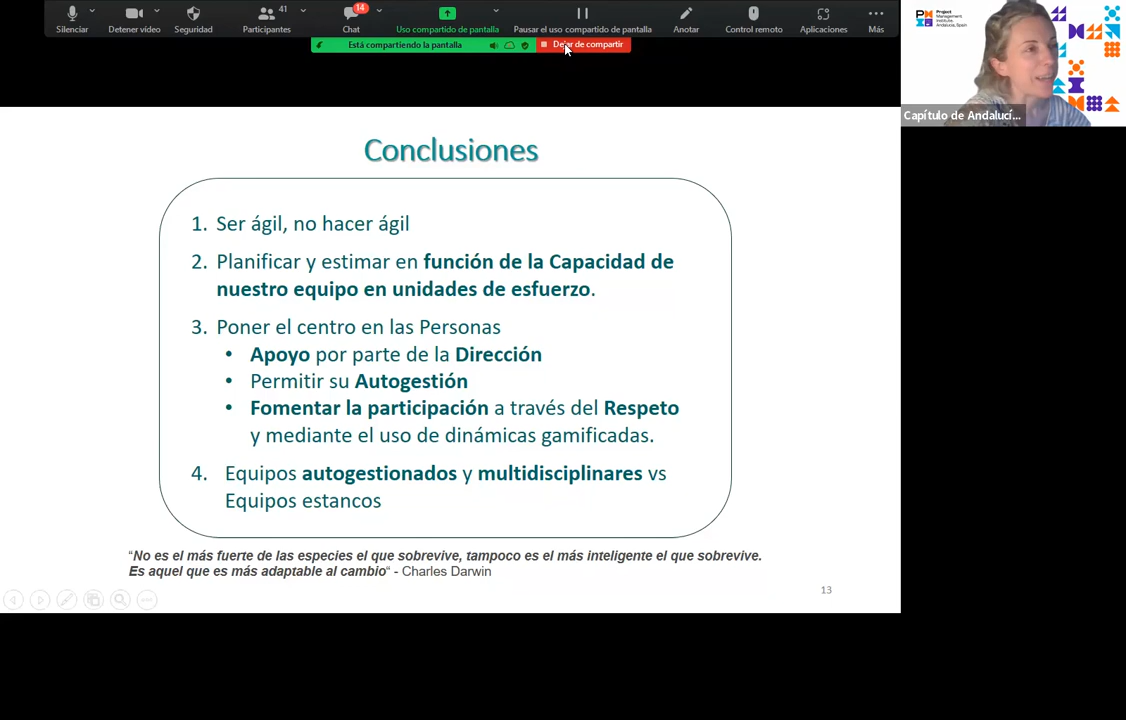 Silenciar
Detener video
Seguridad
41
Participantes
14
Chat
Uso compartido de pantalla
Pausar el uso compartido de pantalla
Anotar
Control remoto
Aplicaciones
Más
Está compartiendo la pantalla
Dejar de compartir
Project
Management
Institute.
Andalucia, Spain
Capítulo de Andalucí...
Conclusiones
1. Ser ágil, no hacer ágil
2. Planificar y estimar en función de la Capacidad de
nuestro equipo en unidades de esfuerzo.
3. Poner el centro en las Personas
• Apoyo por parte de la Dirección
• Permitir su Autogestión
• Fomentar la participación a través del Respeto
y mediante el uso de dinámicas gamificadas.
4. Equipos autogestionados y multidisciplinares vs
Equipos estancos
“No es el más fuerte de las especies el que sobrevive, tampoco es el más inteligente el que sobrevive.
Es aquel que es más adaptable al cambio“ - Charles Darwin
13